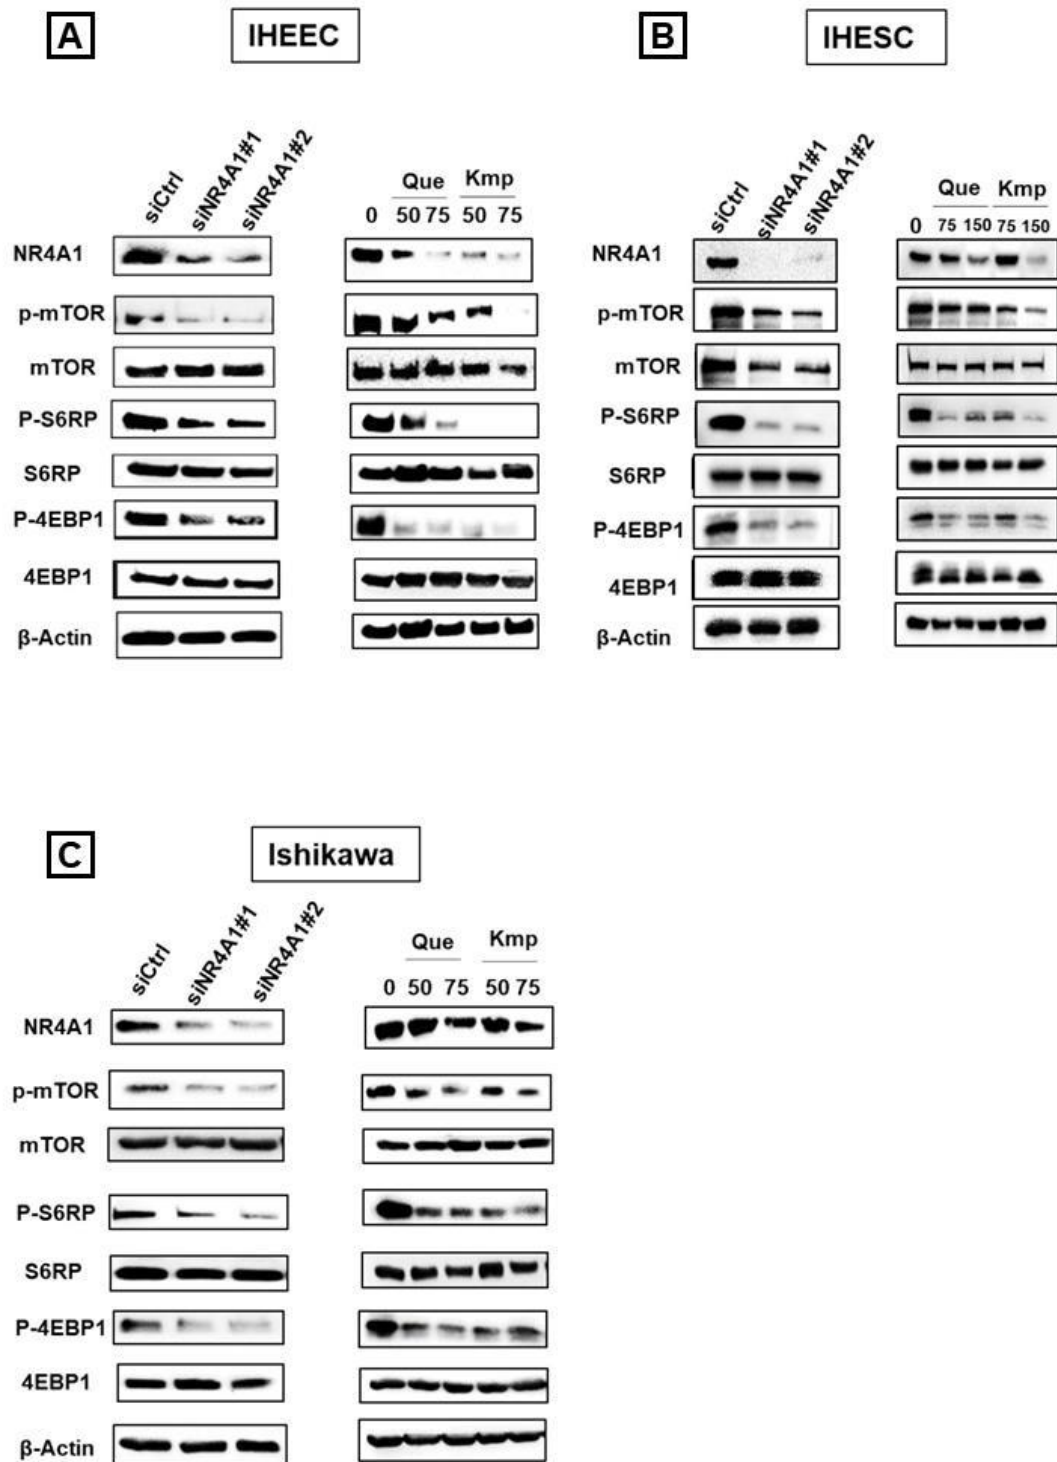 A
IHEEC
siCtrl
siNR4A1#1
siNR4A1#2
Que Kmp
0 50 75 50 75
NR4A1
p-mTOR
mTOR
P-S6RP
S6RP
P-4EBP1
4EBP1
β-Actin
B
IHESC
siCtrl
siNR4A1#1
siNR4A1#2
Que Kmp
0 75 150 75 150
NR4A1
p-mTOR
mTOR
P-S6RP
S6RP
P-4EBP1
4EBP1
β-Actin
C
Ishikawa
siCtrl
siNR4A1#1
siNR4A1#2
Que Kmp
0 50 75 50 75
NR4A1
p-mTOR
mTOR
P-S6RP
S6RP
P-4EBP1
4EBP1
β-Actin